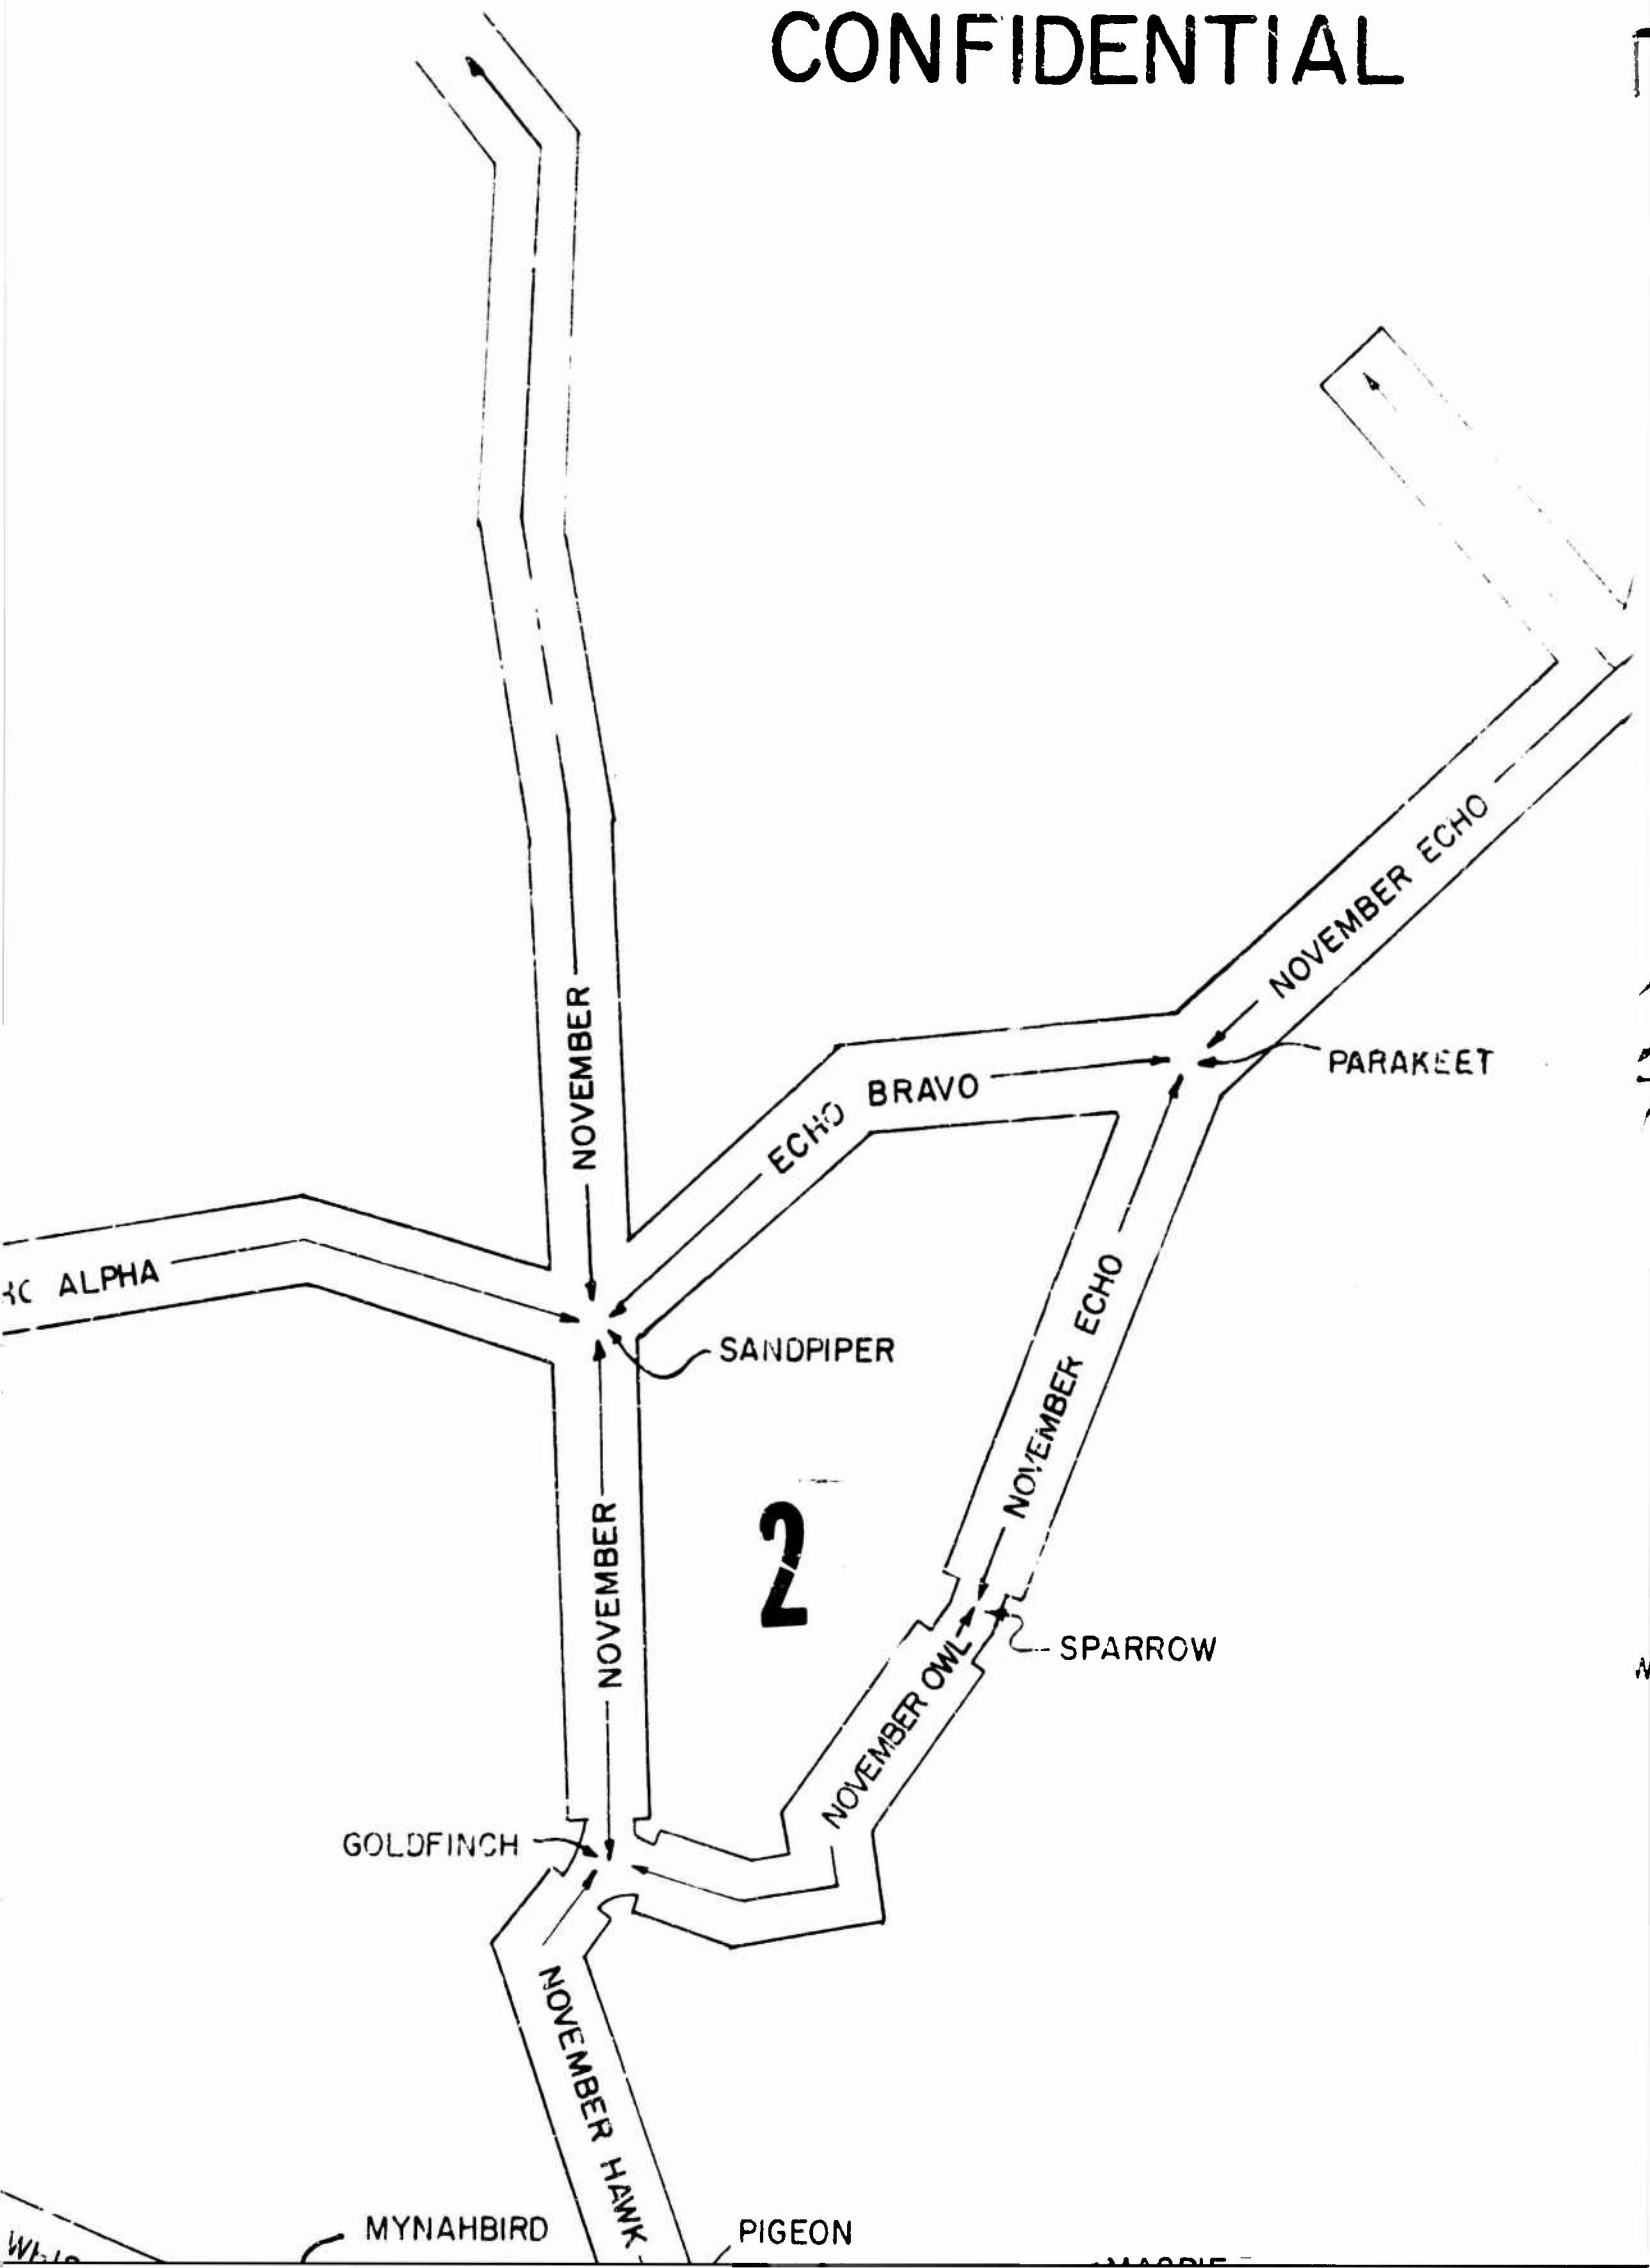 CONFIDENTIAL
NOVEMBER ECHO
NOVEMBER
PARAKEET
ECHO BRAVO
ALPHA
SANDPIPER
NOVEMBER ECHO
2
NOVEMBER
SPARROW
NOVEMBER OWL
GOLDFINCH
NOVEMBER HAWK
MYNAHBIRD
PIGEON